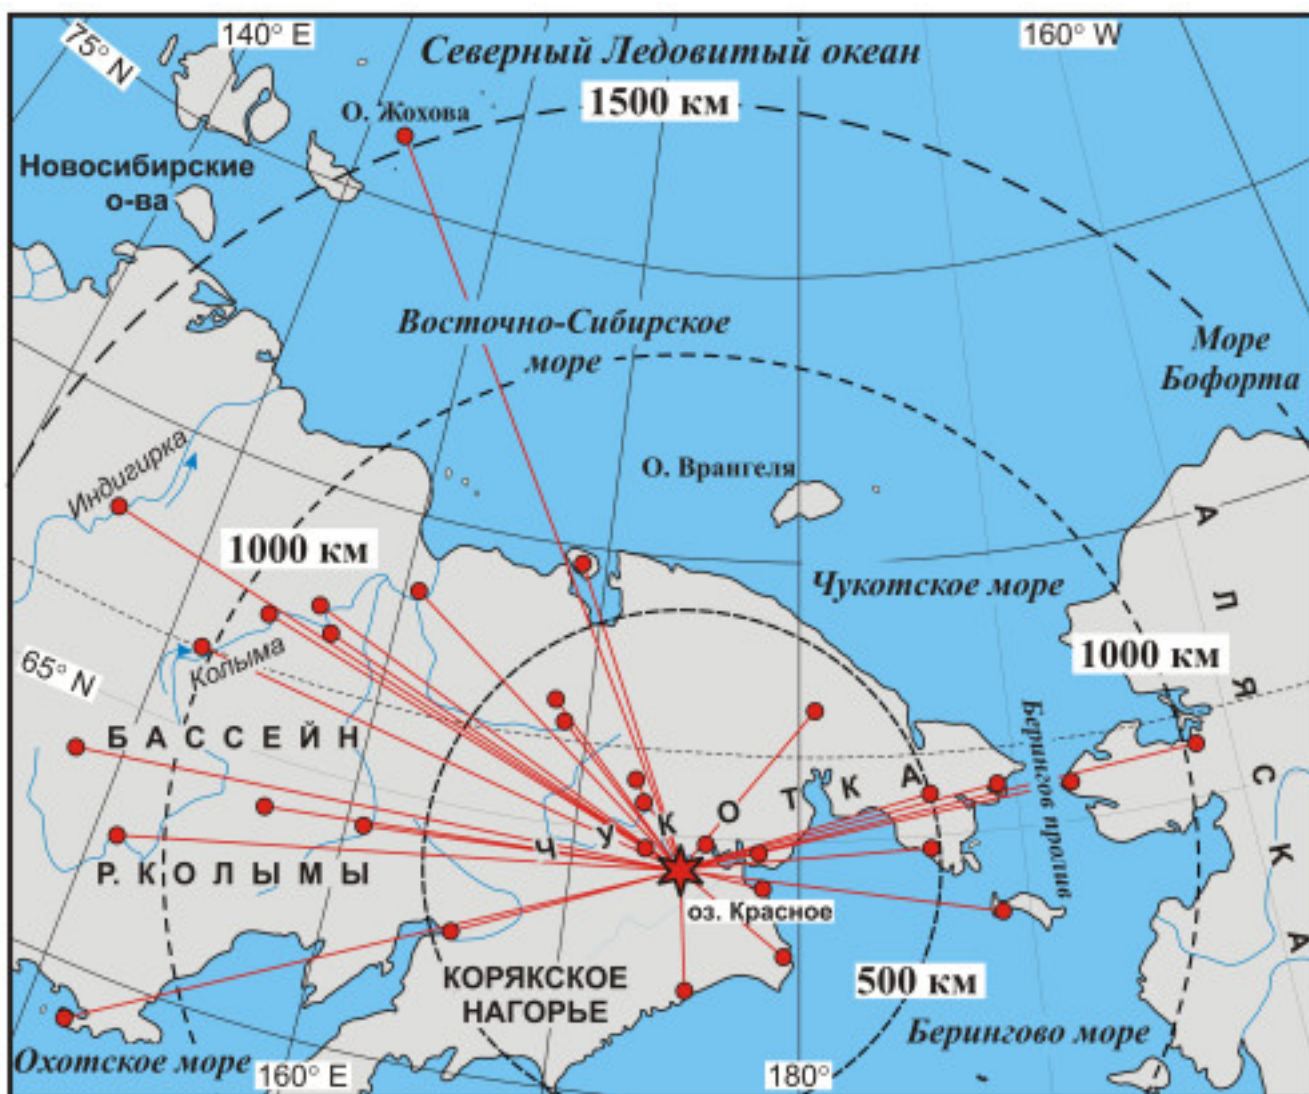 140° E
160° W
75° N
Северный Ледовитый океан
1500 км
О. Жохова
Новосибирские
о-ва
Восточно-Сибирское
море
Море
Бофорта
О. Врангеля
Индигирка
1000 км
Чукотское море
АЛЯСКА
Колыма
1000 км
65° N
Берингов пролив
БАССЕЙН
ЧУКОТКА
Р. КОЛЫМЫ
оз. Красное
КОРЯКСКОЕ
НАГОРЬЕ
500 км
Берингово море
Охотское море
160° E
180°